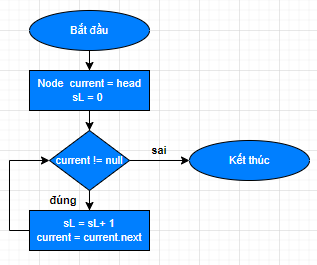 Bắt đầu
Node current = head
sL = 0
current != null
sai
Kết thúc
đúng
sL = sL+ 1
current = current.next